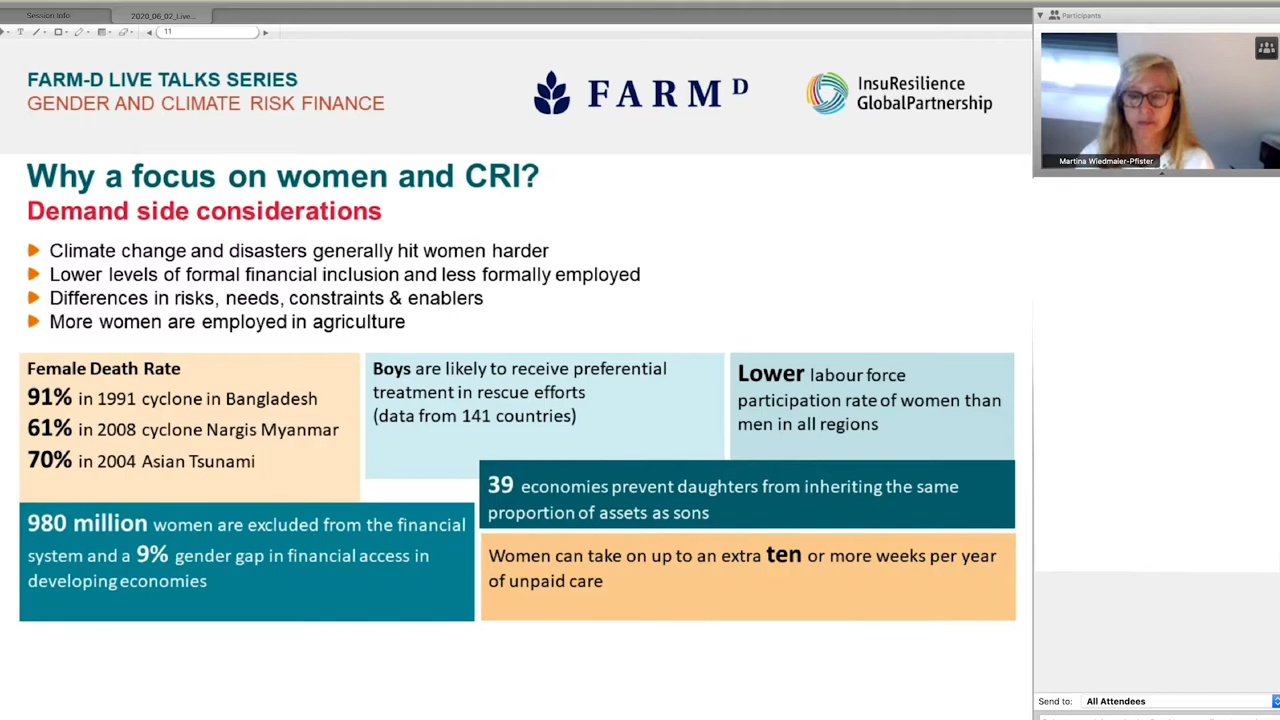 Session Info
2020_06_02_Live...
Participants
T
11
FARM-D LIVE TALKS SERIES
GENDER AND CLIMATE RISK FINANCE
FARM D
InsuResilience
GlobalPartnership
Martina Wiedmaier-Pfister
Why a focus on women and CRI?
Demand side considerations
Climate change and disasters generally hit women harder
Lower levels of formal financial inclusion and less formally employed
Differences in risks, needs, constraints & enablers
More women are employed in agriculture
Female Death Rate
91% in 1991 cyclone in Bangladesh
61% in 2008 cyclone Nargis Myanmar
70% in 2004 Asian Tsunami
Boys are likely to receive preferential
treatment in rescue efforts
(data from 141 countries)
Lower labour force
participation rate of women than
men in all regions
39 economies prevent daughters from inheriting the same
proportion of assets as sons
980 million women are excluded from the financial
system and a 9% gender gap in financial access in
developing economies
Women can take on up to an extra ten or more weeks per year
of unpaid care
Send to: All Attendees